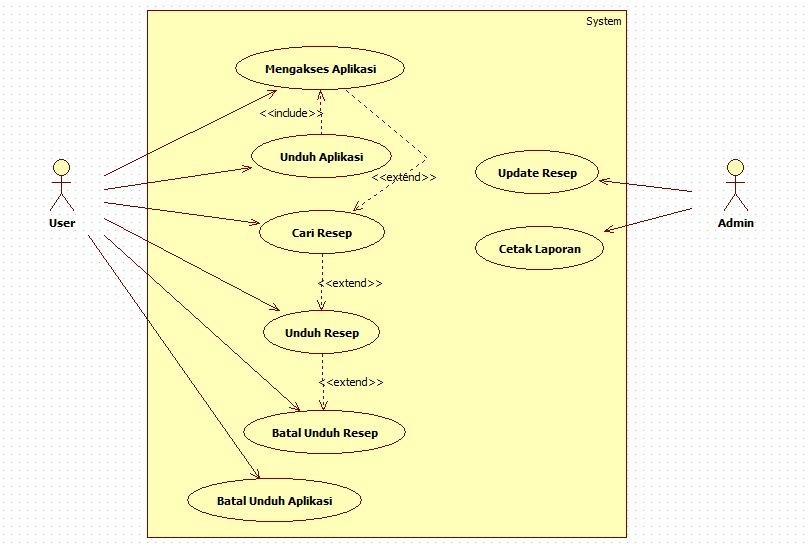 System
Mengakses Aplikasi
<<include>>
Unduh Aplikasi
<<extend>>
Update Resep
User
Admin
Cari Resep
Cetak Laporan
<<extend>>
Unduh Resep
<<extend>>
Batal Unduh Resep
Batal Unduh Aplikasi